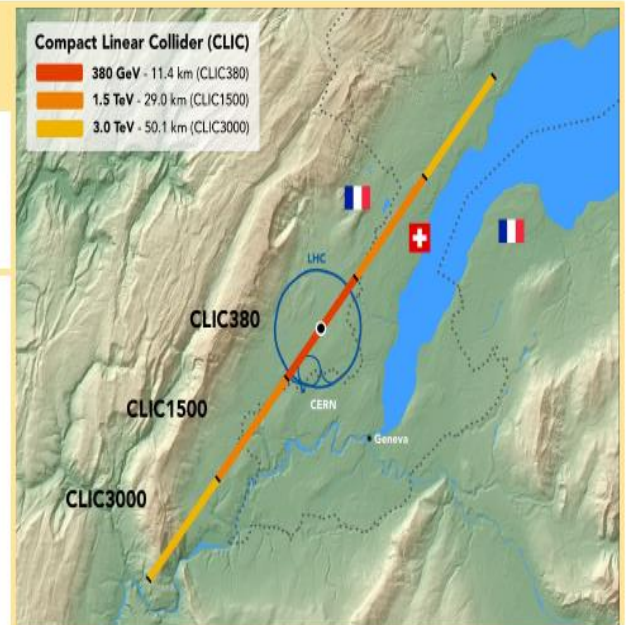 Compact Linear Collider (CLIC)
380 GeV - 11.4 km (CLIC380)
1.5 TeV - 29.0 km (CLIC1500)
3.0 TeV - 50.1 km (CLIC3000)
LHC
CLIC380
CERN
CLIC1500
Geneva
CLIC3000